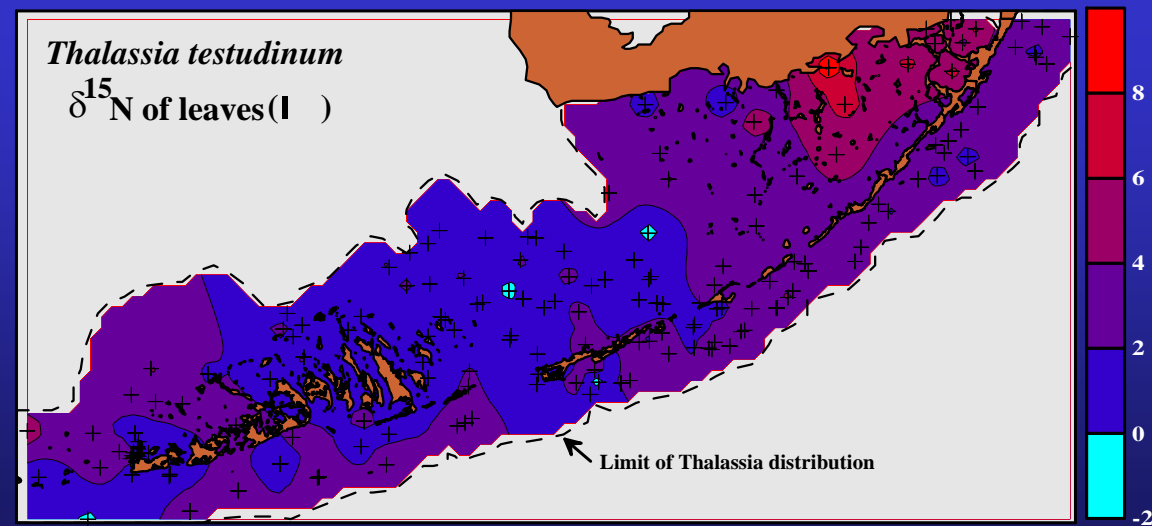 Thalassia testudinum
δ15N of leaves (I )
Limit of Thalassia distribution
8
6
4
2
0
-2